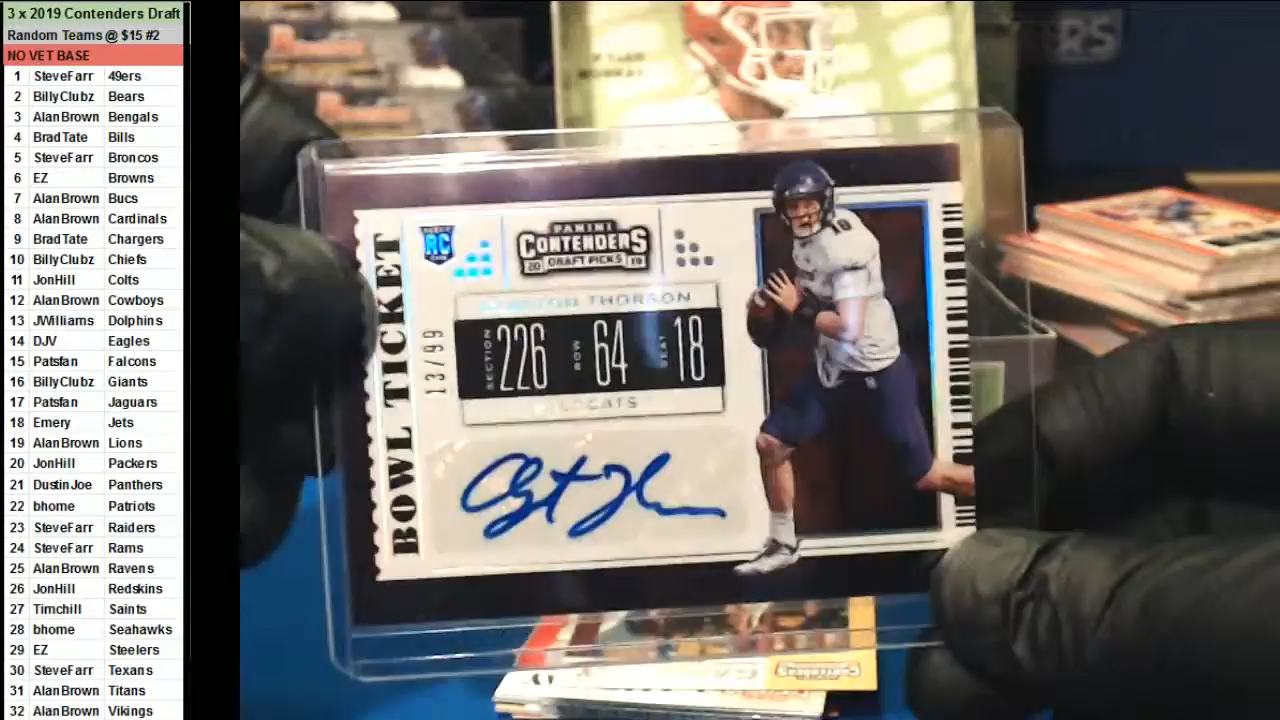 3 x 2019 Contenders Draft
Random Teams @ $15 #2
NO VET BASE
1 SteveFarr 49ers
2 BillyClubz Bears
3 AlanBrown Bengals
4 BradTate Bills
5 SteveFarr Broncos
6 EZ Browns
7 AlanBrown Bucs
8 AlanBrown Cardinals
9 BradTate Chargers
10 BillyClubz Chiefs
11 JonHill Colts
12 AlanBrown Cowboys
13 JWilliams Dolphins
14 DJV Eagles
15 Patsfan Falcons
16 BillyClubz Giants
17 Patsfan Jaguars
18 Emery Jets
19 AlanBrown Lions
20 JonHill Packers
21 DustinJoe Panthers
22 bhome Patriots
23 SteveFarr Raiders
24 SteveFarr Rams
25 AlanBrown Ravens
26 JonHill Redskins
27 Timchill Saints
28 bhome Seahawks
29 EZ Steelers
30 SteveFarr Texans
31 AlanBrown Titans
32 AlanBrown Vikings
BOWL TICKET
13/99
RC
PANINI
CONTENDERS
20 DRAFT PICKS 19
THORSON
SECTION 226 ROW 64 SEAT 18
WILDCATS
18
MURRAY
RS